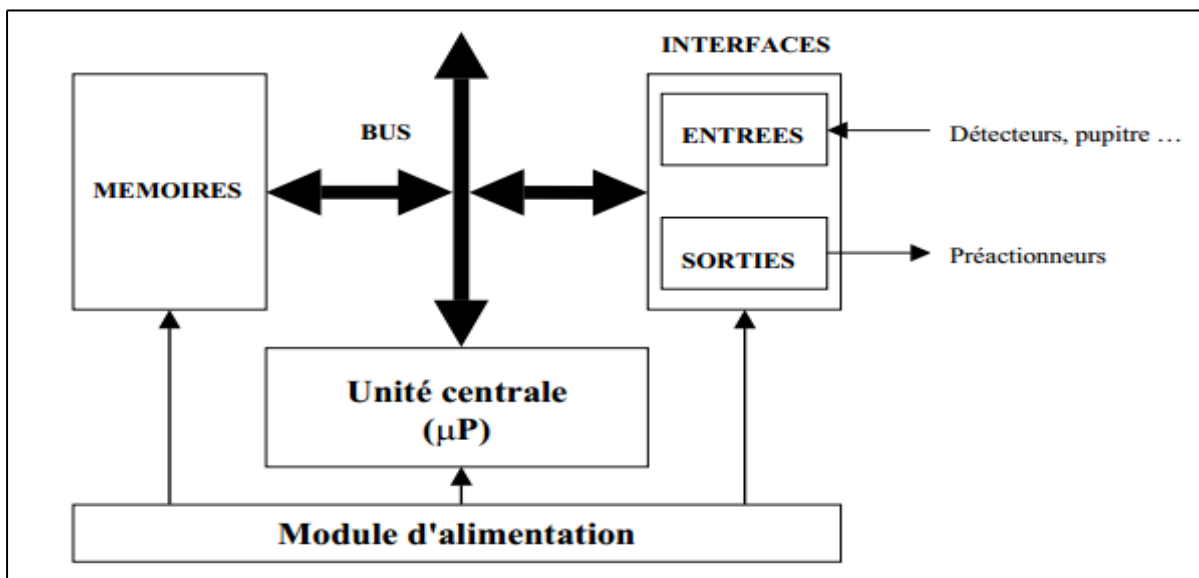 INTERFACES
BUS
ENTREES
Détecteurs, pupitre …
MEMOIRES
SORTIES
Préactionneurs
Unité centrale
(µP)
Module d'alimentation